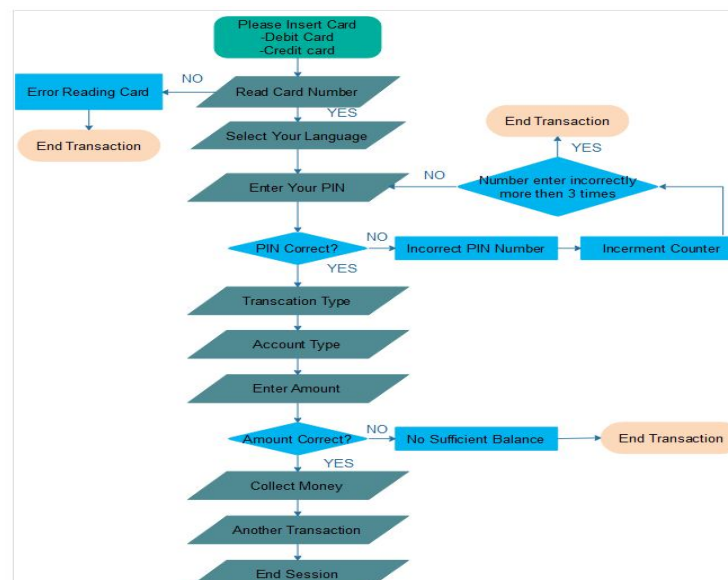 Please Insert Card
-Debit Card
-Credit card
NO
Error Reading Card
Read Card Number
YES
End Transaction
End Transaction
Select Your Language
YES
Number enter incorrectly
more then 3 times
NO
Enter Your PIN
PIN Correct?
NO
Incorrect PIN Number
Incerment Counter
YES
Transcation Type
Account Type
Enter Amount
Amount Correct?
NO
No Sufficient Balance
End Transaction
YES
Collect Money
Another Transaction
End Session